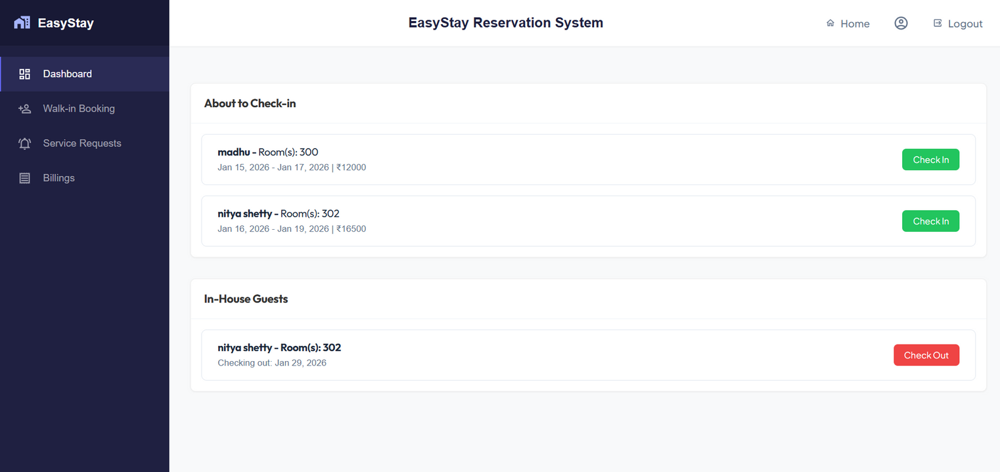 EasyStay
EasyStay Reservation System
Home
Logout
Dashboard
Walk-in Booking
Service Requests
Billings
About to Check-in
madhu - Room(s): 300
Jan 15, 2026 - Jan 17, 2026 | ₹12000
Check In
nitya shetty - Room(s): 302
Jan 16, 2026 - Jan 19, 2026 | ₹16500
Check In
In-House Guests
nitya shetty - Room(s): 302
Checking out: Jan 29, 2026
Check Out